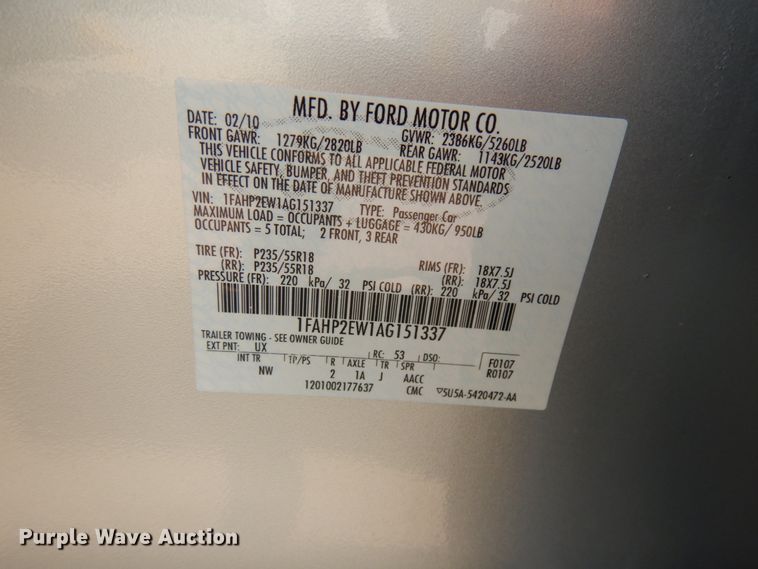 MFD. BY FORD MOTOR CO.
DATE: 02/10 GVWR: 2386KG/5260LB
FRONT GAWR: 1279KG/2820LB REAR GAWR: 1143KG/2520LB
THIS VEHICLE CONFORMS TO ALL APPLICABLE FEDERAL MOTOR
VEHICLE SAFETY, BUMPER, AND THEFT PREVENTION STANDARDS
IN EFFECT ON THE DATE OF MANUFACTURE SHOWN ABOVE.
VIN: 1FAHP2EW1AG151337 TYPE: Passenger Car
MAXIMUM LOAD = OCCUPANTS + LUGGAGE = 430KG/ 950LB
OCCUPANTS = 5 TOTAL; 2 FRONT, 3 REAR
TIRE (FR): P235/55R18 RIMS (FR): 18X7.5J
(RR): P235/55R18 (RR): 18X7.5J
PRESSURE (FR): 220 kPa/ 32 PSI COLD (RR): 220 kPa/ 32 PSI COLD
1FAHP2EW1AG151337
TRAILER TOWING - SEE OWNER GUIDE
EXT PNT: UX RC: 53 DSO: F0107
INT TR TP/PS R AXLE TR SPR R0107
NW 2 1A J AACC
1201002177637 CMC ▽5U5A-5420472-AA
Purple Wave Auction